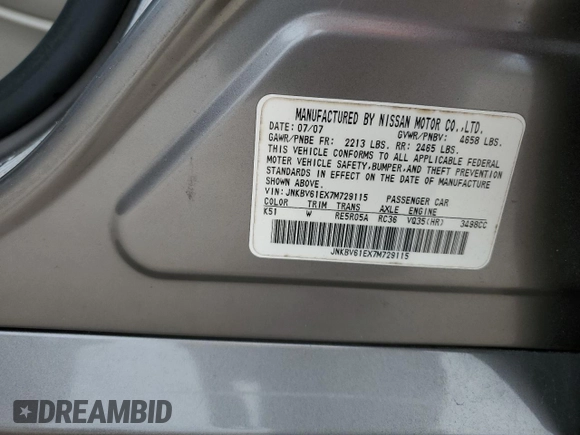 MANUFACTURED BY NISSAN MOTOR CO.,LTD.
DATE: 07/07 GVWR/PNBV: 4658 LBS.
GAWR/PNBE FR: 2213 LBS. RR: 2465 LBS.
THIS VEHICLE CONFORMS TO ALL APPLICABLE FEDERAL
MOTOR VEHICLE SAFETY,BUMPER,AND THEFT PREVENTION
STANDARDS IN EFFECT ON THE DATE OF MANUFACTURE
SHOWN ABOVE.
VIN: JNKBV61EX7M729115 PASSENGER CAR
COLOR TRIM TRANS AXLE ENGINE
K51 W RE5R05A RC36 VQ35(HR) 3498CC
JNKBV61EX7M729115
DREAMBID